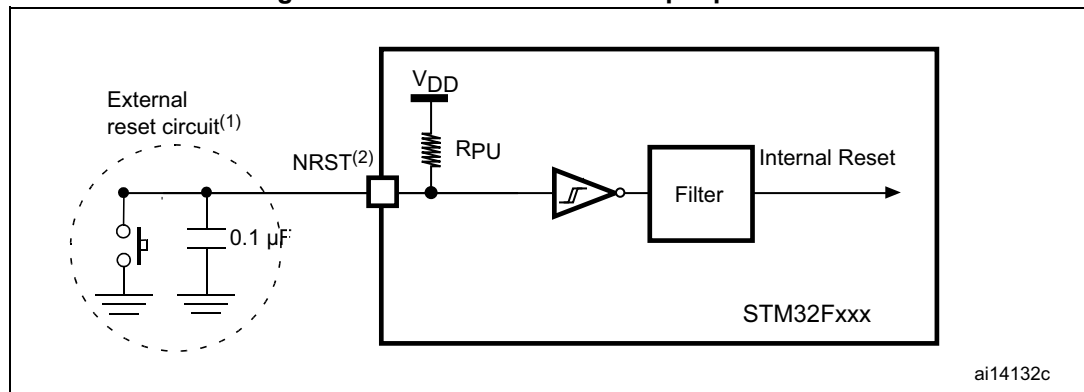 External
reset circuit(1)
VDD
RPU
NRST(2)
Internal Reset
Filter
0.1 µF
STM32Fxxx
ai14132c